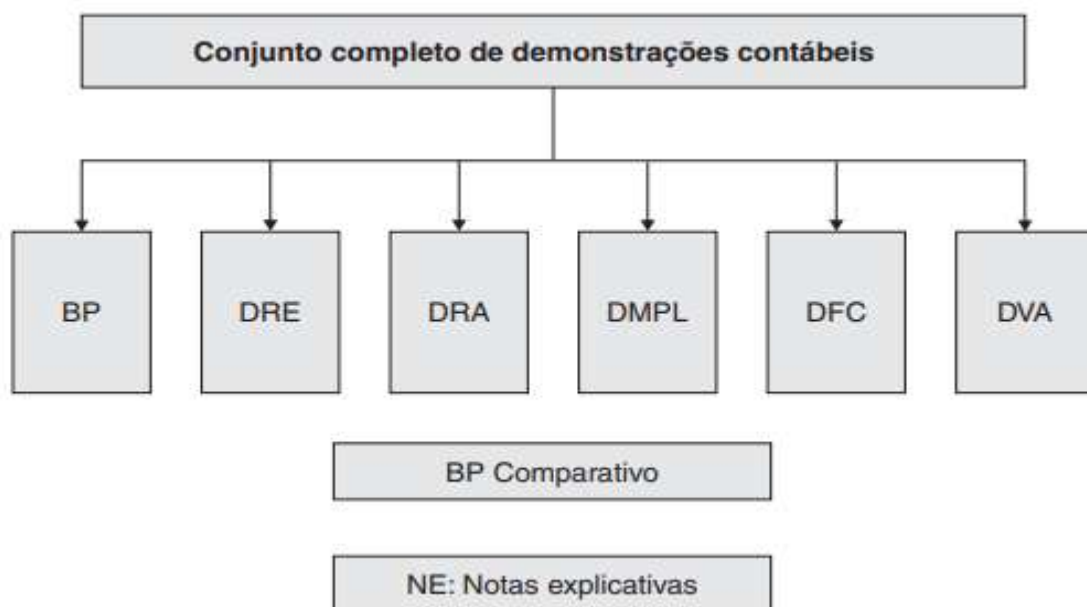 Conjunto completo de demonstrações contábeis
BP
DRE
DRA
DMPL
DFC
DVA
BP Comparativo
NE: Notas explicativas